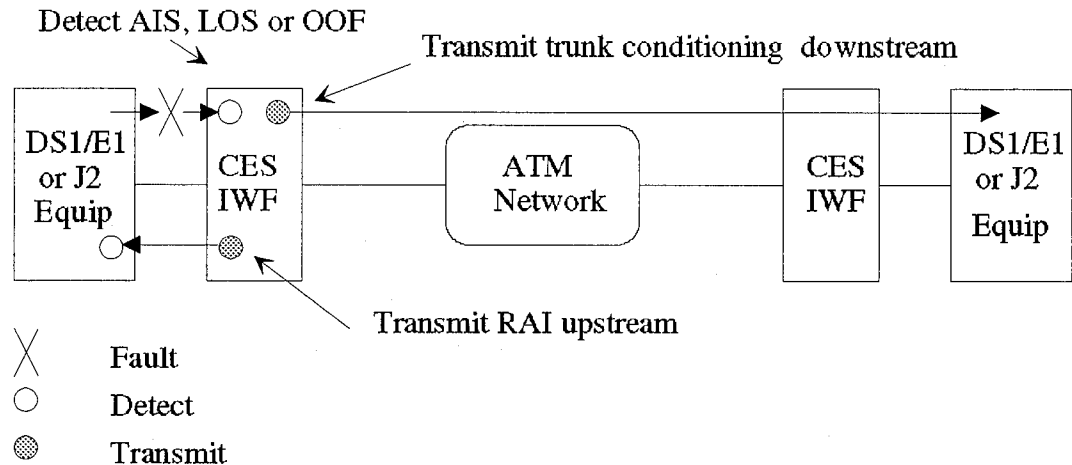 Detect AIS, LOS or OOF
Transmit trunk conditioning downstream
DS1/E1
or J2
Equip
CES
IWF
ATM
Network
CES
IWF
DS1/E1
or J2
Equip
Transmit RAI upstream
Fault
Detect
Transmit